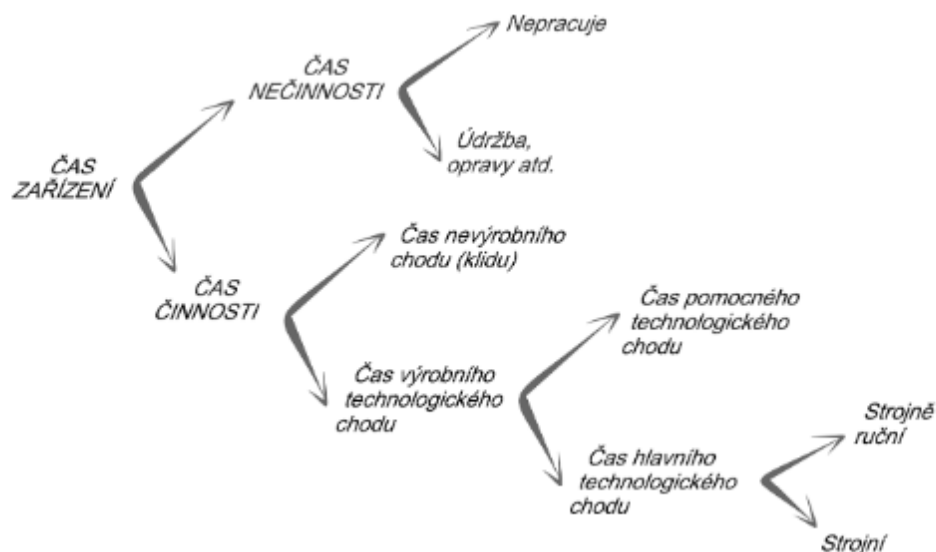 Nepracuje
ČAS
NEČINNOSTI
Údržba,
opravy atd.
ČAS
ZAŘÍZENÍ
Čas nevýrobního
chodu (klidu)
ČAS
ČINNOSTI
Čas pomocného
technologického
chodu
Čas výrobního
technologického
chodu
Strojně
ruční
Čas hlavního
technologického
chodu
Strojní